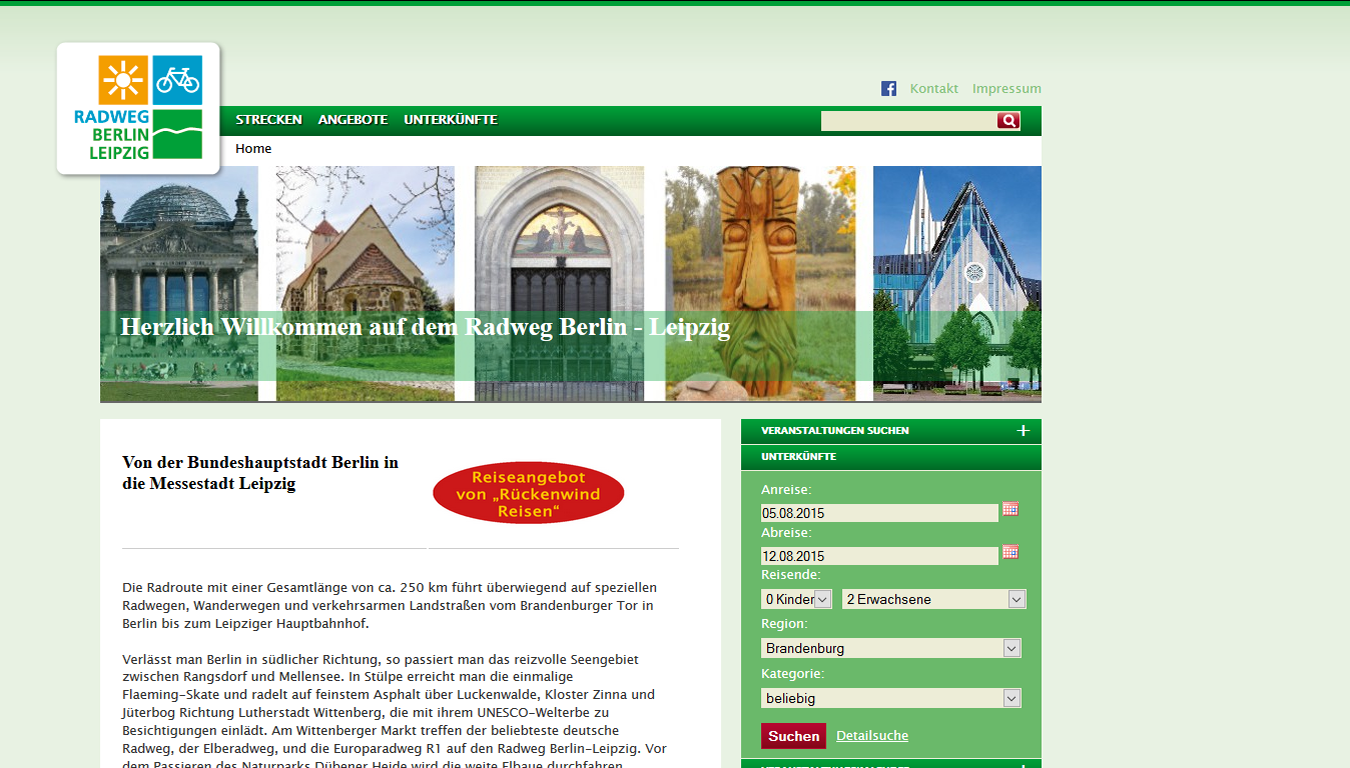 RADWEG
BERLIN
LEIPZIG
Kontakt Impressum
STRECKEN ANGEBOTE UNTERKÜNFTE
Home
Herzlich Willkommen auf dem Radweg Berlin - Leipzig
Von der Bundeshauptstadt Berlin in
die Messestadt Leipzig
Reiseangebot
von „Rückenwind
Reisen“
Die Radroute mit einer Gesamtlänge von ca. 250 km führt überwiegend auf speziellen
Radwegen, Wanderwegen und verkehrsarmen Landstraßen vom Brandenburger Tor in
Berlin bis zum Leipziger Hauptbahnhof.
Verlässt man Berlin in südlicher Richtung, so passiert man das reizvolle Seengebiet
zwischen Rangsdorf und Mellensee. In Stülpe erreicht man die einmalige
Flaeming-Skate und radelt auf feinstem Asphalt über Luckenwalde, Kloster Zinna und
Jüterbog Richtung Lutherstadt Wittenberg, die mit ihrem UNESCO-Welterbe zu
Besichtigungen einlädt. Am Wittenberger Markt treffen der beliebteste deutsche
Radweg, der Elberadweg, und die Europaradweg R1 auf den Radweg Berlin-Leipzig. Vor
dem Passieren des Naturparks Dübener Heide wird die weite Elbaue durchfahren.
VERANSTALTUNGEN SUCHEN
UNTERKÜNFTE
Anreise:
05.08.2015
Abreise:
12.08.2015
Reisende:
0 Kinder 2 Erwachsene
Region:
Brandenburg
Kategorie:
beliebig
Suchen Detailsuche